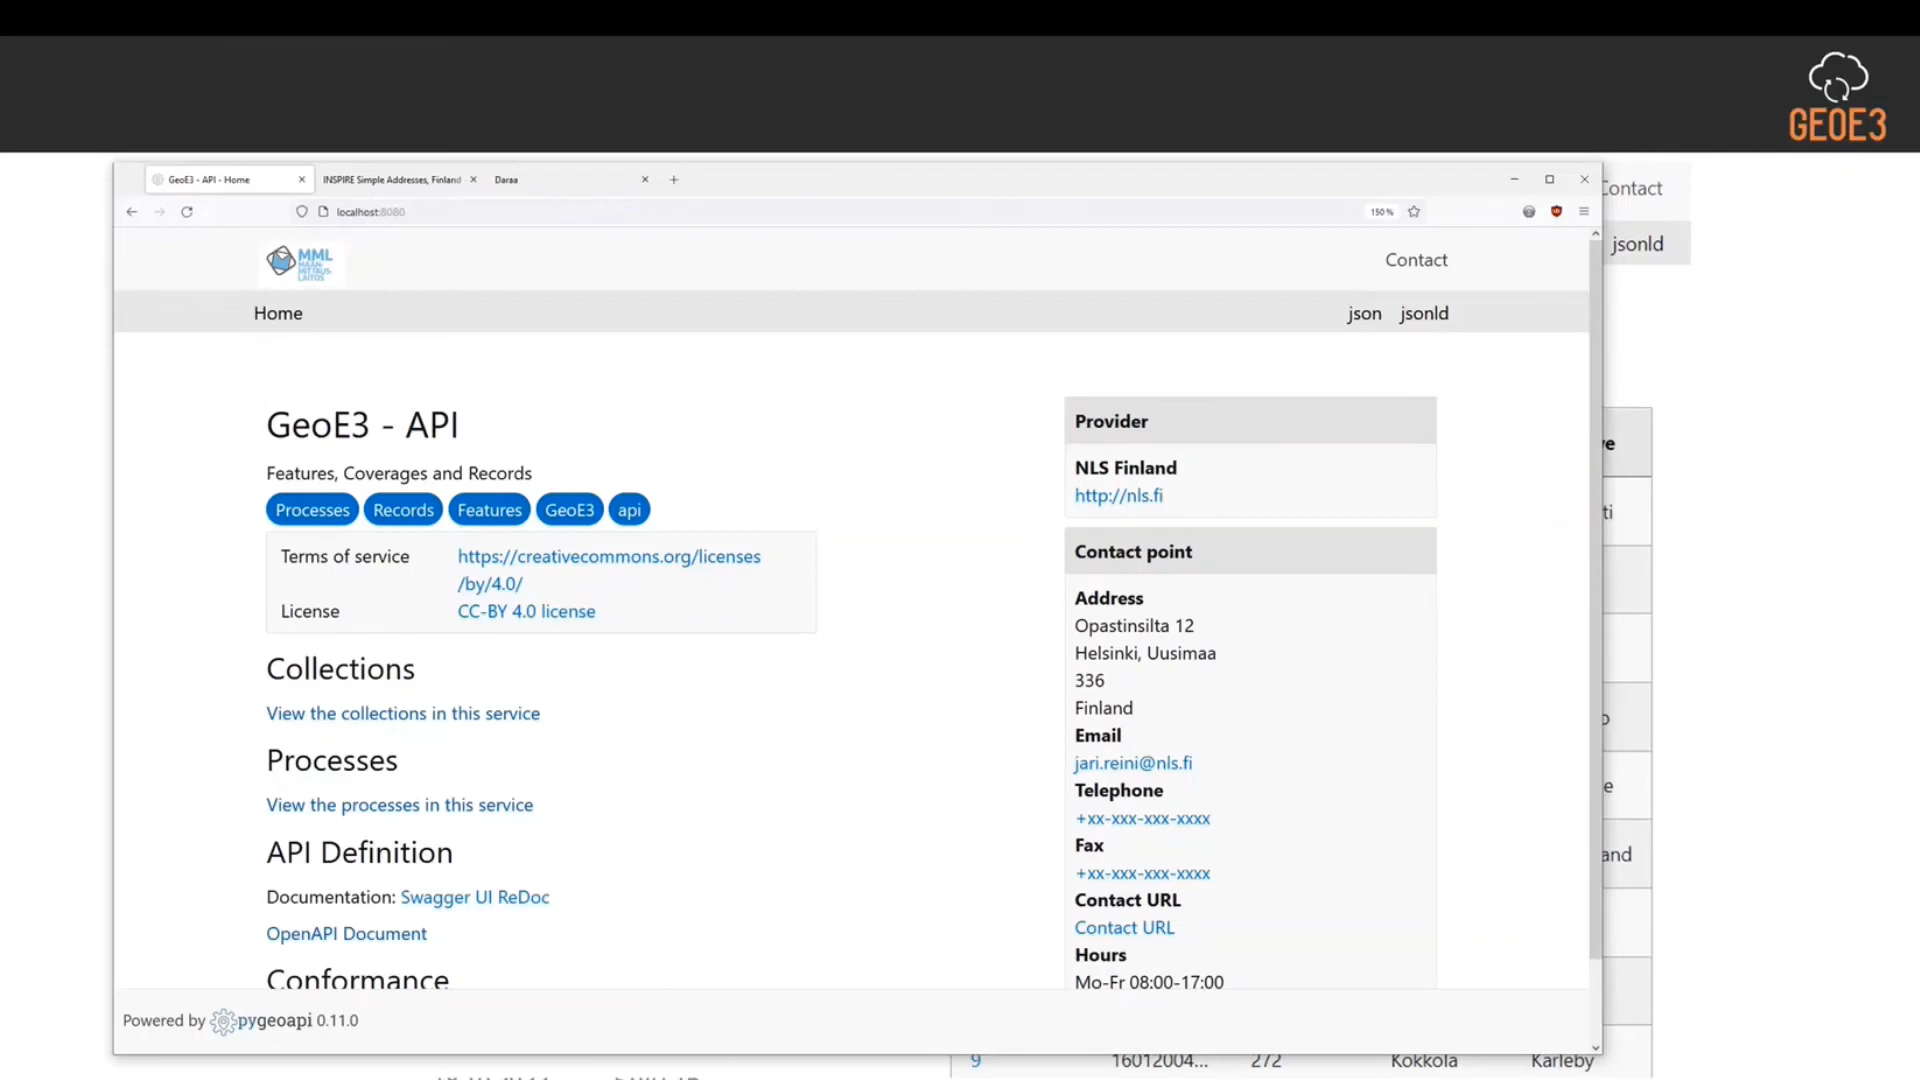 GEOE3
GeoE3 - API - Home
INSPIRE Simple Addresses, Finland
Daraa
localhost:8080
150 %
MML
MAAN-
MITTAUS-
LAITOS
Contact
Contact
jsonld
Home
json jsonld
GeoE3 - API
Features, Coverages and Records
Processes Records Features GeoE3 api
Terms of service https://creativecommons.org/licenses
/by/4.0/
License CC-BY 4.0 license
Collections
View the collections in this service
Processes
View the processes in this service
API Definition
Documentation: Swagger UI ReDoc
OpenAPI Document
Conformance
Provider
NLS Finland
http://nls.fi
Contact point
Address
Opastinsilta 12
Helsinki, Uusimaa
336
Finland
Email
jari.reini@nls.fi
Telephone
+xx-xxx-xxx-xxxx
Fax
+xx-xxx-xxx-xxxx
Contact URL
Contact URL
Hours
Mo-Fr 08:00-17:00
Powered by pygeoapi 0.11.0
9 16012004... 272 Kokkola Karleby